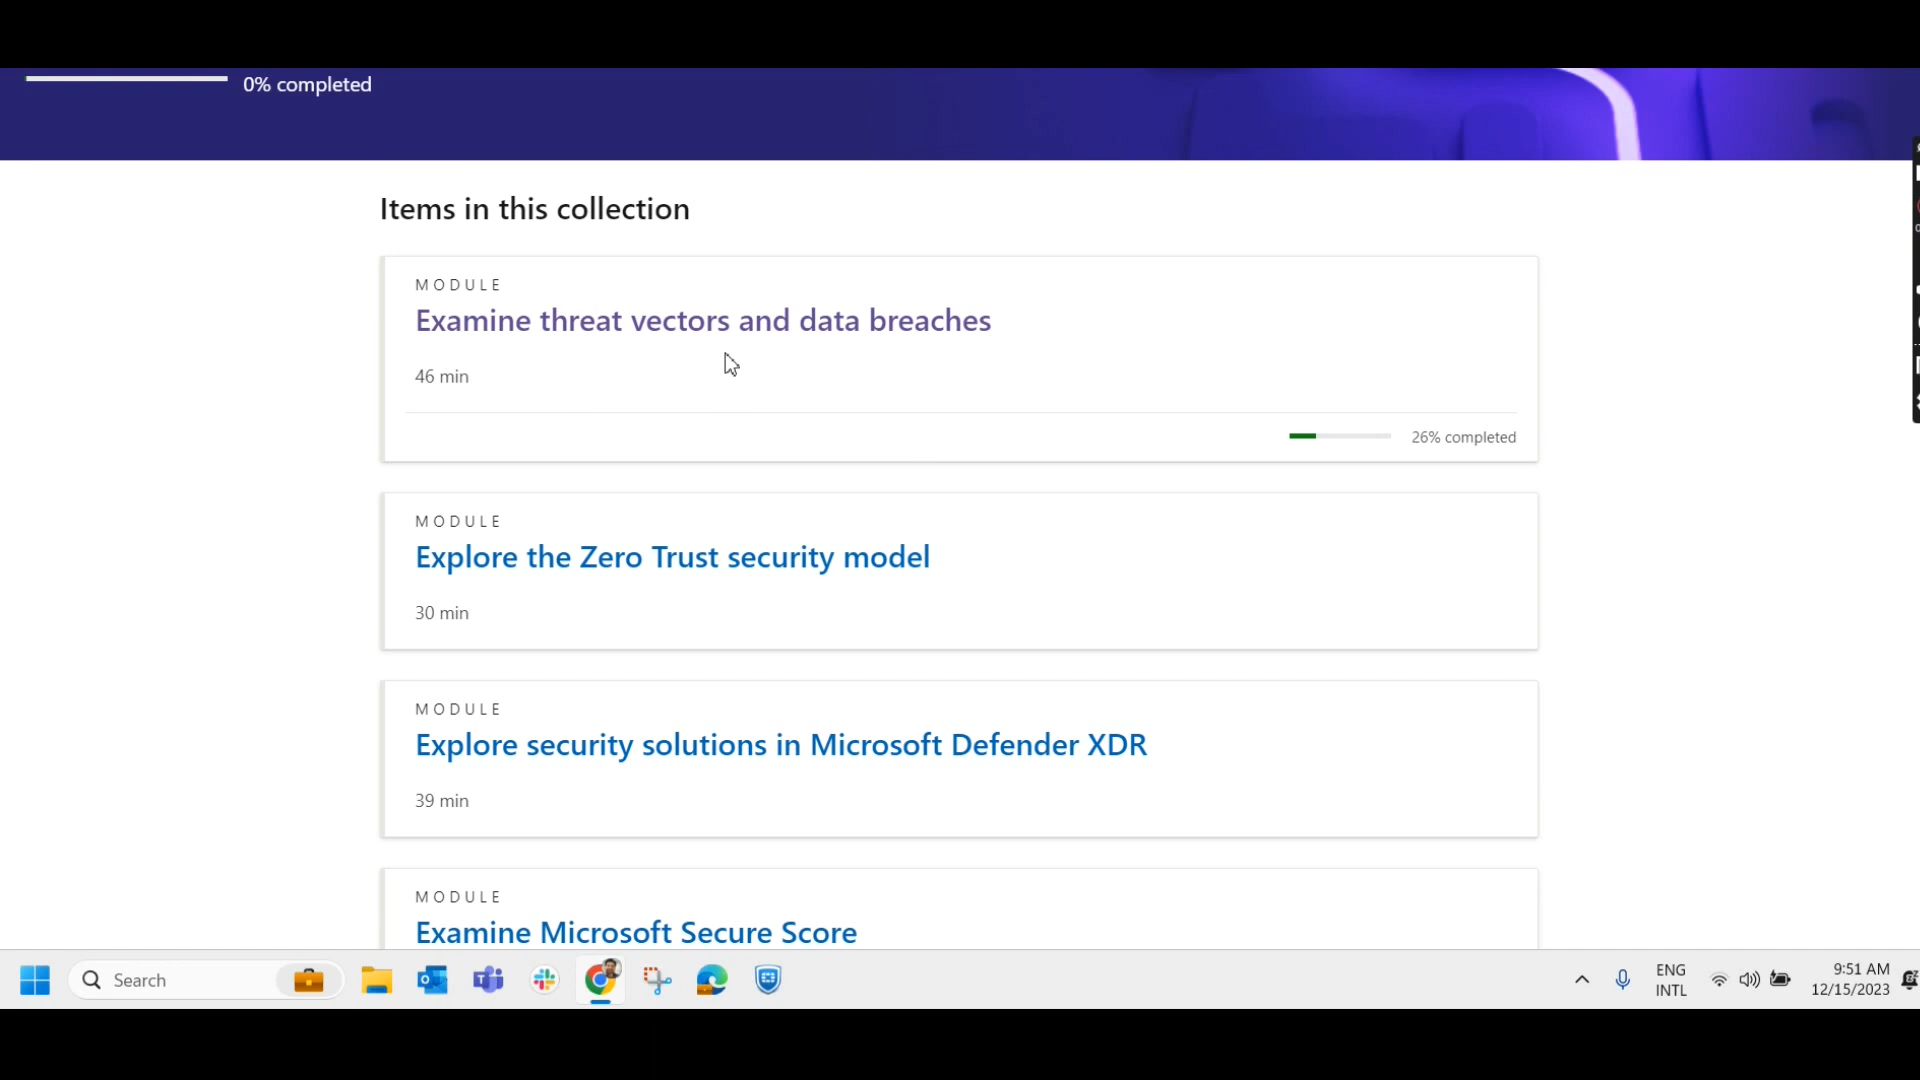 0% completed
Items in this collection
MODULE
Examine threat vectors and data breaches
46 min
26% completed
MODULE
Explore the Zero Trust security model
30 min
MODULE
Explore security solutions in Microsoft Defender XDR
39 min
MODULE
Examine Microsoft Secure Score
Search
ENG
INTL
9:51 AM
12/15/2023